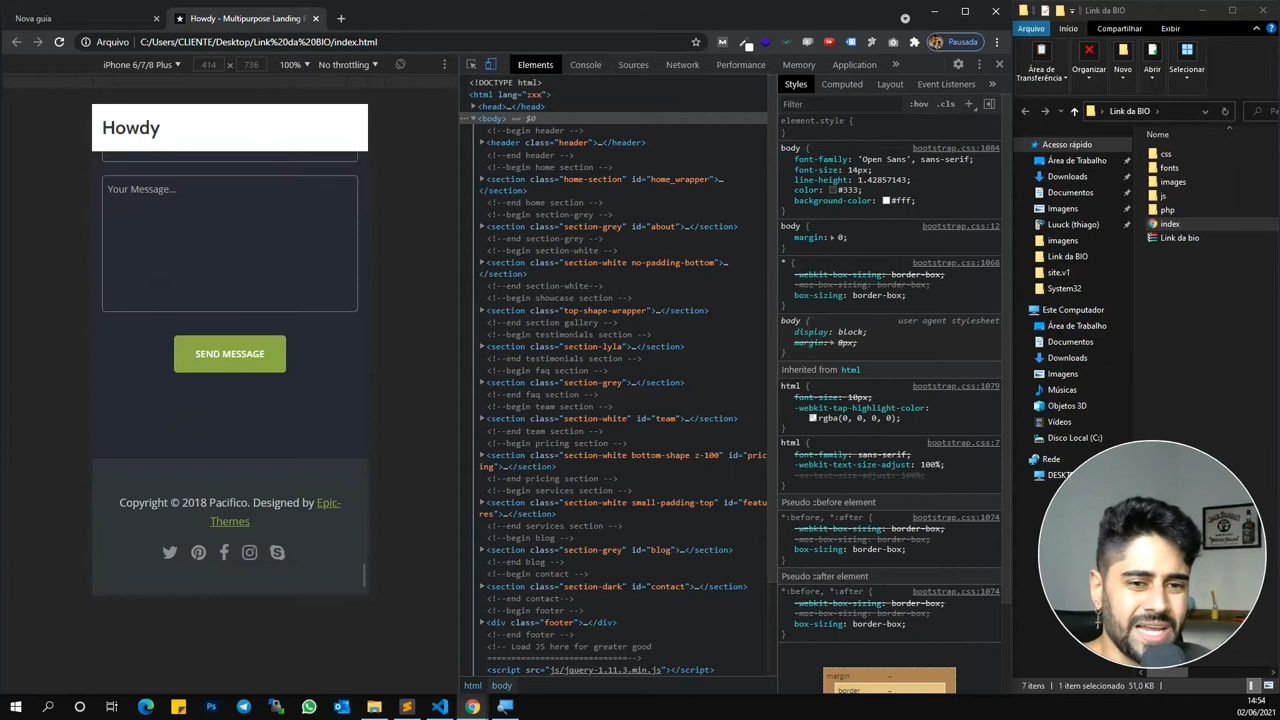 Nova guia
Howdy - Multipurpose Landing P
Pausada
Arquivo
C:/Users/CLIENTE/Desktop/Link%20da%20BIO/index.html
iPhone 6/7/8 Plus
414
736
100%
No throttling
Howdy
Your Message...
SEND MESSAGE
Copyright © 2018 Pacifico. Designed by Epic-
Themes
Elements
Console
Sources
Network
Performance
Memory
Application
<!DOCTYPE html>
<html lang="zxx">
<head>…</head>
<body> == $0
<!--begin header -->
<header class="header">…</header>
<!--end header -->
<!--begin home section -->
<section class="home-section" id="home_wrapper">…
</section>
<!--end home section -->
<!--begin section-grey -->
<section class="section-grey" id="about">…</section>
<!--end section-grey -->
<!--begin section-white -->
<section class="section-white no-padding-bottom">…
</section>
<!--end section-white-->
<!--begin showcase section -->
<section class="top-shape-wrapper">…</section>
<!--end section gallery -->
<!--begin testimonials section -->
<section class="section-lyla">…</section>
<!--end testimonials section -->
<!--begin faq section -->
<section class="section-grey">…</section>
<!--end faq section -->
<!--begin team section -->
<section class="section-white" id="team">…</section>
<!--end team section -->
<!--begin pricing section -->
<section class="section-white bottom-shape z-100" id="pric
ing">…</section>
<!--end pricing section -->
<!--begin services section -->
<section class="section-white small-padding-top" id="featu
res">…</section>
<!--end services section -->
<!--begin blog -->
<section class="section-grey" id="blog">…</section>
<!--end blog -->
<!--begin contact -->
<section class="section-dark" id="contact">…</section>
<!--end contact-->
<!--begin footer -->
<div class="footer">…</div>
<!--end footer -->
<!-- Load JS here for greater good
=============================-->
<script src="js/jquery-1.11.3.min.js"></script>
html
body
Styles
Computed
Layout
Event Listeners
Filter
:hov
.cls
element.style {
}
body {
bootstrap.css:1084
font-family: 'Open Sans', sans-serif;
font-size: 14px;
line-height: 1.42857143;
color: #333;
background-color: #fff;
}
body {
bootstrap.css:12
margin: 0;
}
* {
bootstrap.css:1068
-webkit-box-sizing: border-box;
-moz-box-sizing: border-box;
box-sizing: border-box;
}
body {
user agent stylesheet
display: block;
margin: 8px;
}
Inherited from html
html {
bootstrap.css:1079
font-size: 10px;
-webkit-tap-highlight-color:
rgba(0, 0, 0, 0);
}
html {
bootstrap.css:7
font-family: sans-serif;
-webkit-text-size-adjust: 100%;
-ms-text-size-adjust: 100%;
}
Pseudo ::before element
*:before, *:after {
bootstrap.css:1074
-webkit-box-sizing: border-box;
-moz-box-sizing: border-box;
box-sizing: border-box;
}
Pseudo ::after element
*:before, *:after {
bootstrap.css:1074
-webkit-box-sizing: border-box;
-moz-box-sizing: border-box;
box-sizing: border-box;
}
margin
-
border
-
Link da BIO
Arquivo
Início
Compartilhar
Exibir
Área de
Transferência
Organizar
Novo
Abrir
Selecionar
Link da BIO
Nome
Acesso rápido
Área de Trabalho
Downloads
Documentos
Imagens
Luuck (thiago)
imagens
Link da BIO
site.v1
System32
Este Computador
Área de Trabalho
Documentos
Downloads
Imagens
Músicas
Objetos 3D
Vídeos
Disco Local (C:)
Rede
css
fonts
images
js
php
index
Link da bio
7 itens
1 item selecionado 51,0 KB
14:54
02/06/2021